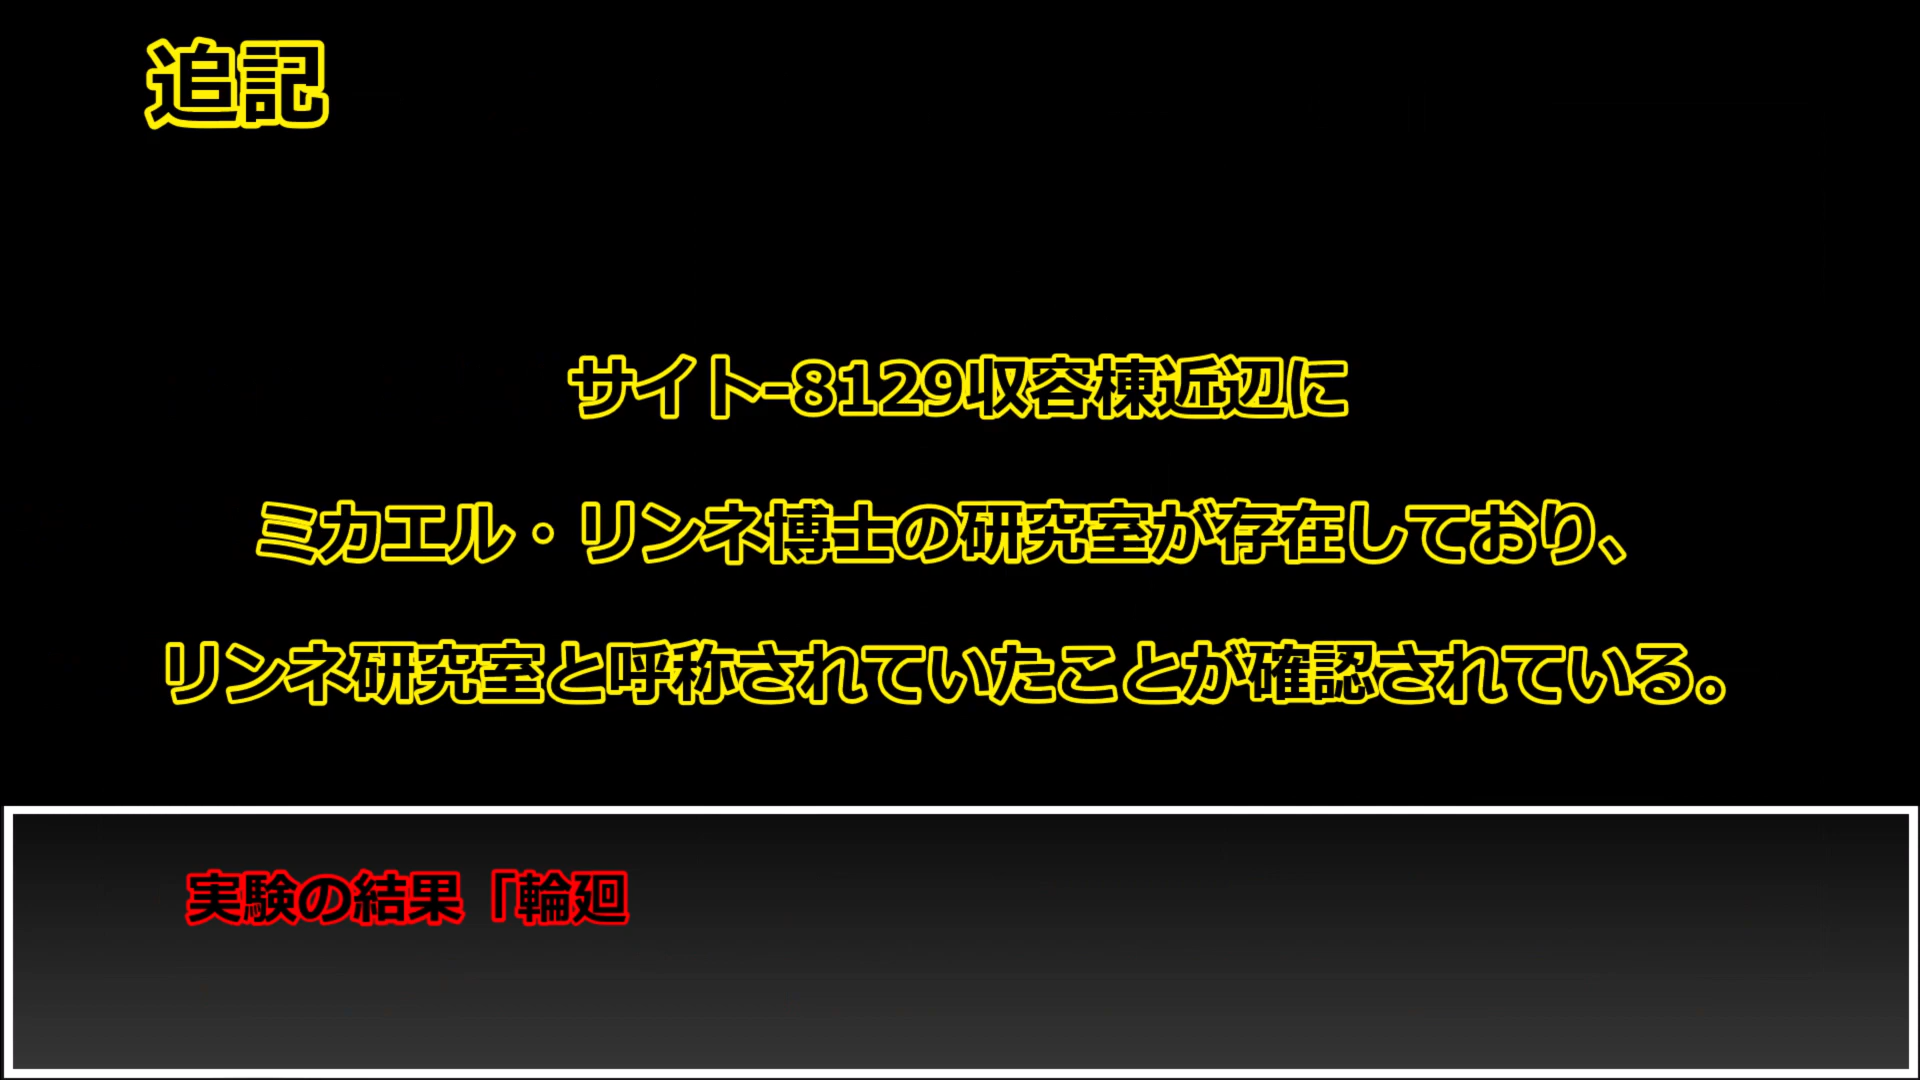 追記
サイト-8129収容棟近辺に
ミカエル・リンネ博士の研究室が存在しており、
リンネ研究室と呼称されていたことが確認されている。
実験の結果「輪廻